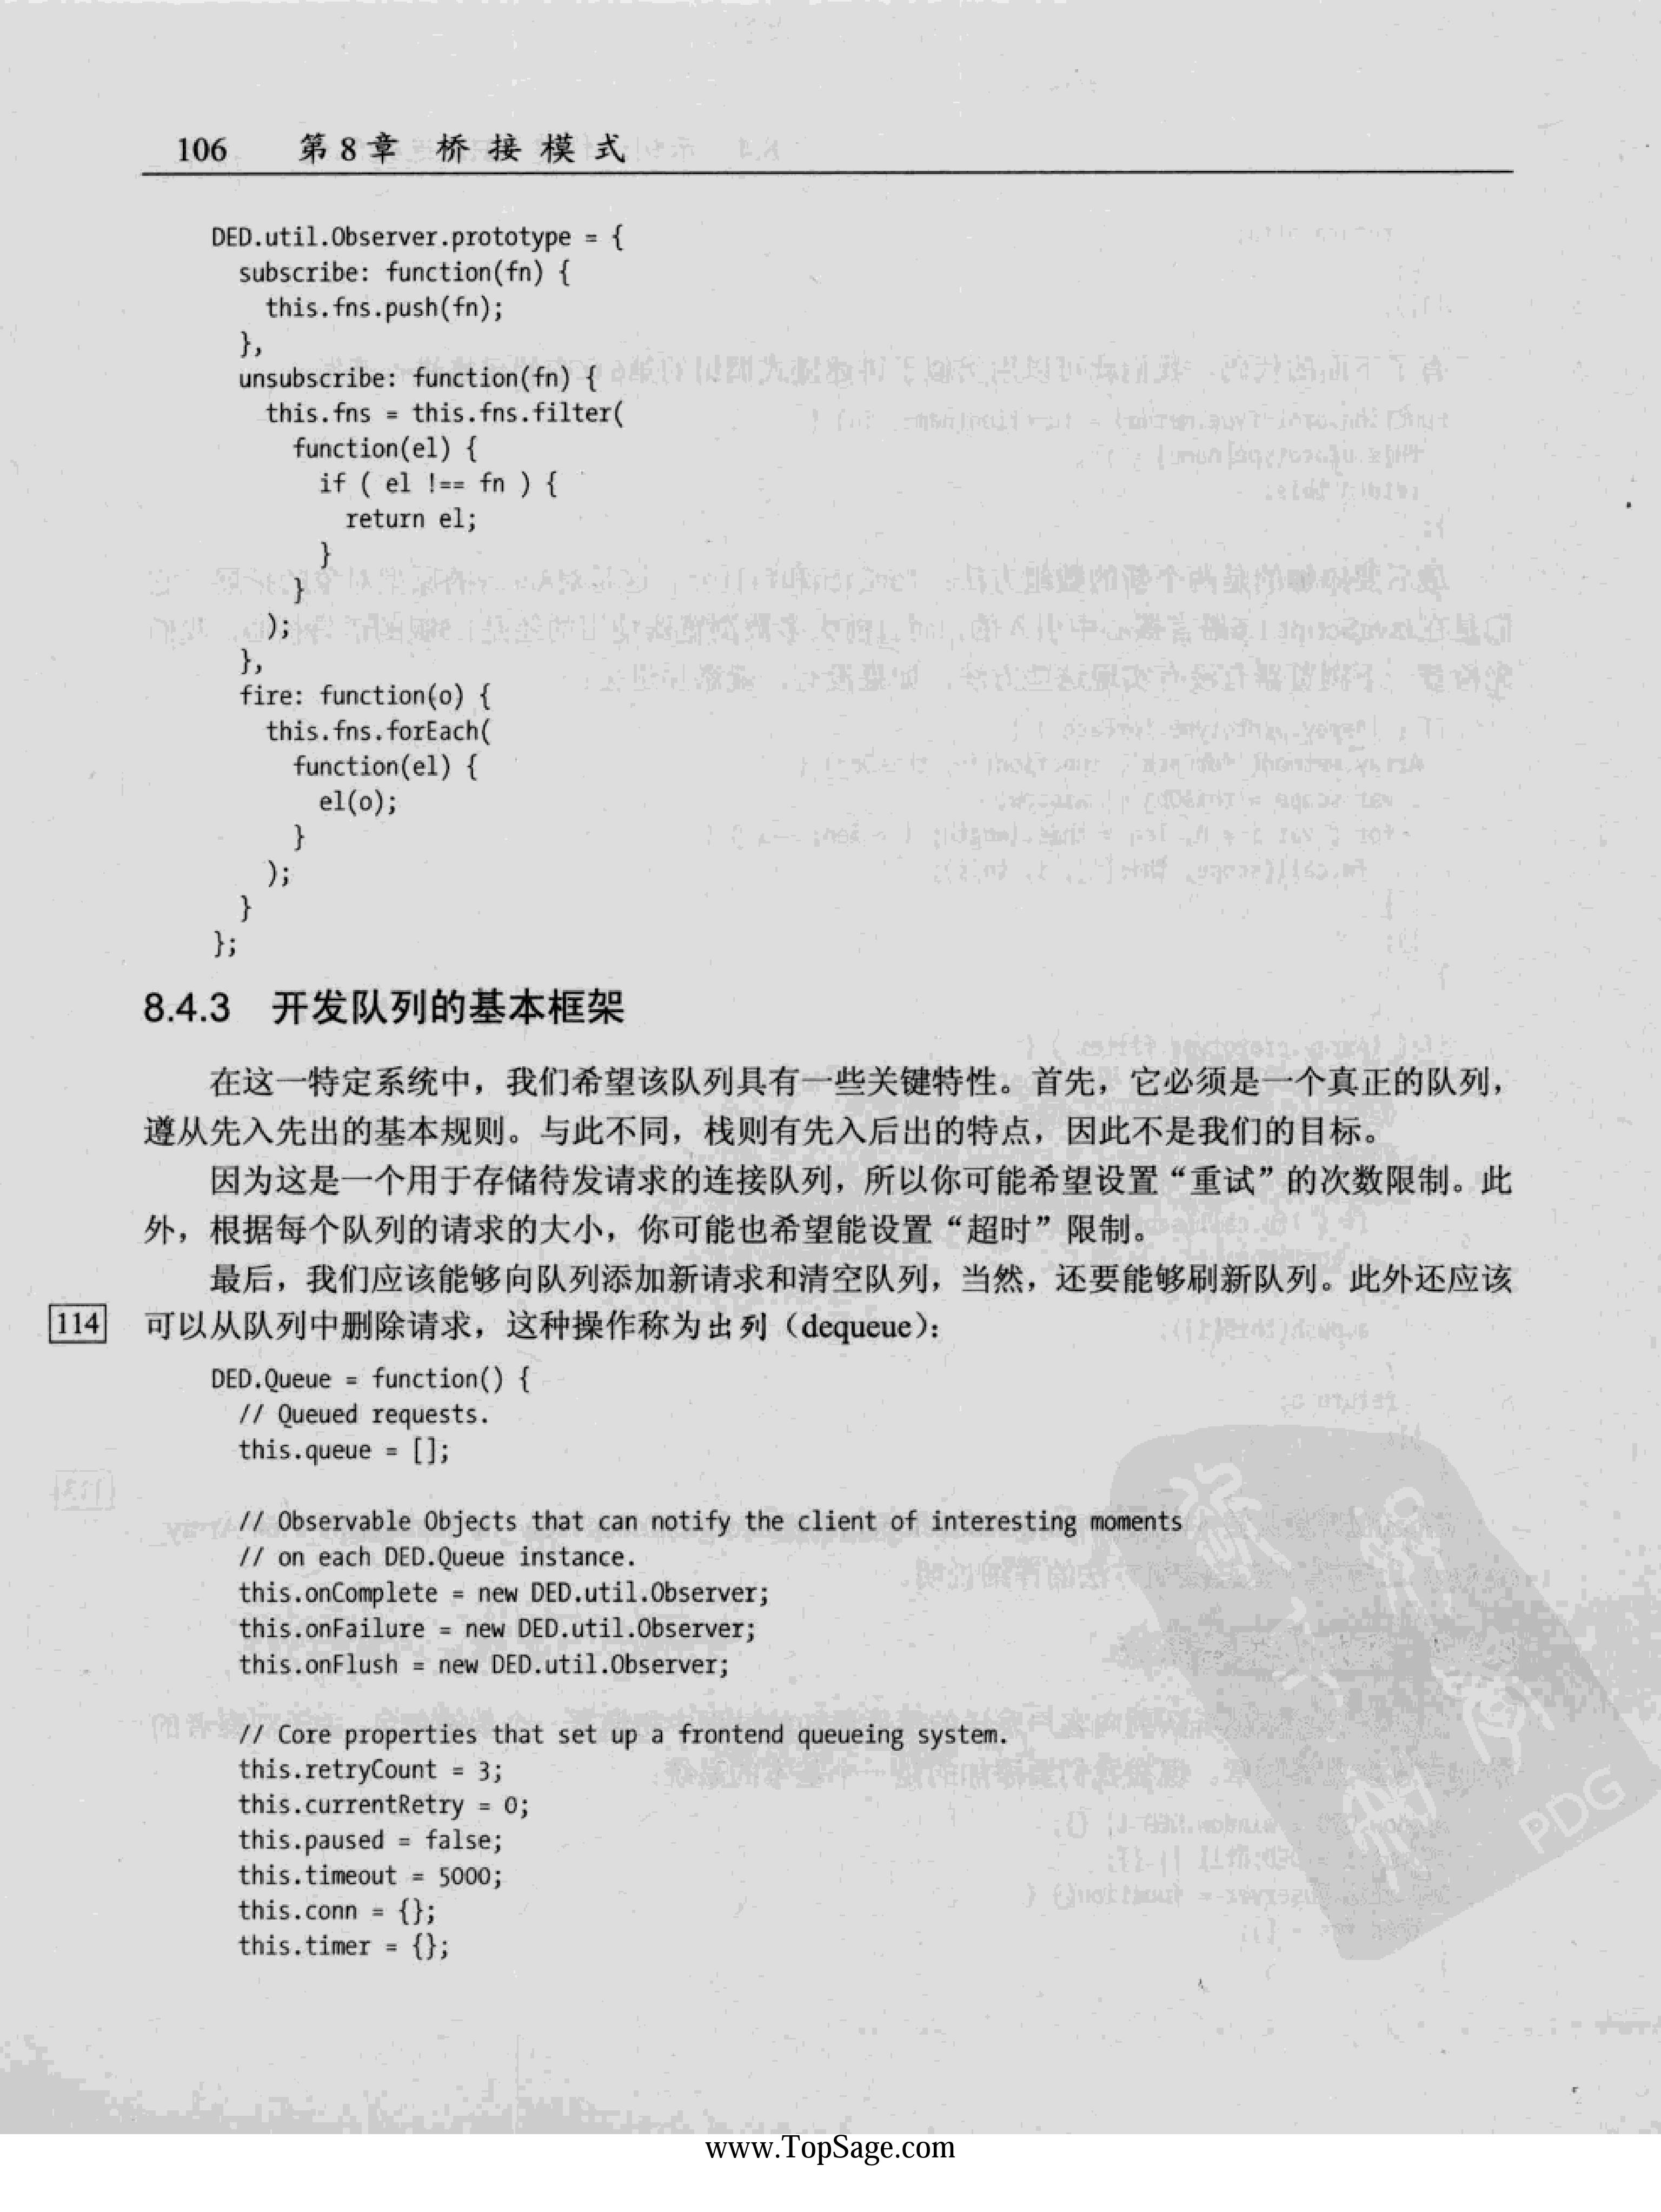 106 第8章 桥接模式
DED.util.Observer.prototype = {
  subscribe: function(fn) {
    this.fns.push(fn);
  },
  unsubscribe: function(fn) {
    this.fns = this.fns.filter(
      function(el) {
        if ( el !== fn ) {
          return el;
        }
      }
    );
  },
  fire: function(o) {
    this.fns.forEach(
      function(el) {
        el(o);
      }
    );
  }
};
8.4.3 开发队列的基本框架
在这一特定系统中，我们希望该队列具有一些关键特性。首先，它必须是一个真正的队列，
遵从先入先出的基本规则。与此不同，栈则有先入后出的特点，因此不是我们的目标。
因为这是一个用于存储待发请求的连接队列，所以你可能希望设置“重试”的次数限制。此
外，根据每个队列的请求的大小，你可能也希望能设置“超时”限制。
最后，我们应该能够向队列添加新请求和清空队列，当然，还要能够刷新队列。此外还应该
114 可以从队列中删除请求，这种操作称为出列（dequeue）：
DED.Queue = function() {
  // Queued requests.
  this.queue = [];
  // Observable Objects that can notify the client of interesting moments
  // on each DED.Queue instance.
  this.onComplete = new DED.util.Observer;
  this.onFailure = new DED.util.Observer;
  this.onFlush = new DED.util.Observer;
  // Core properties that set up a frontend queueing system.
  this.retryCount = 3;
  this.currentRetry = 0;
  this.paused = false;
  this.timeout = 5000;
  this.conn = {};
  this.timer = {};
PDG
www.TopSage.com